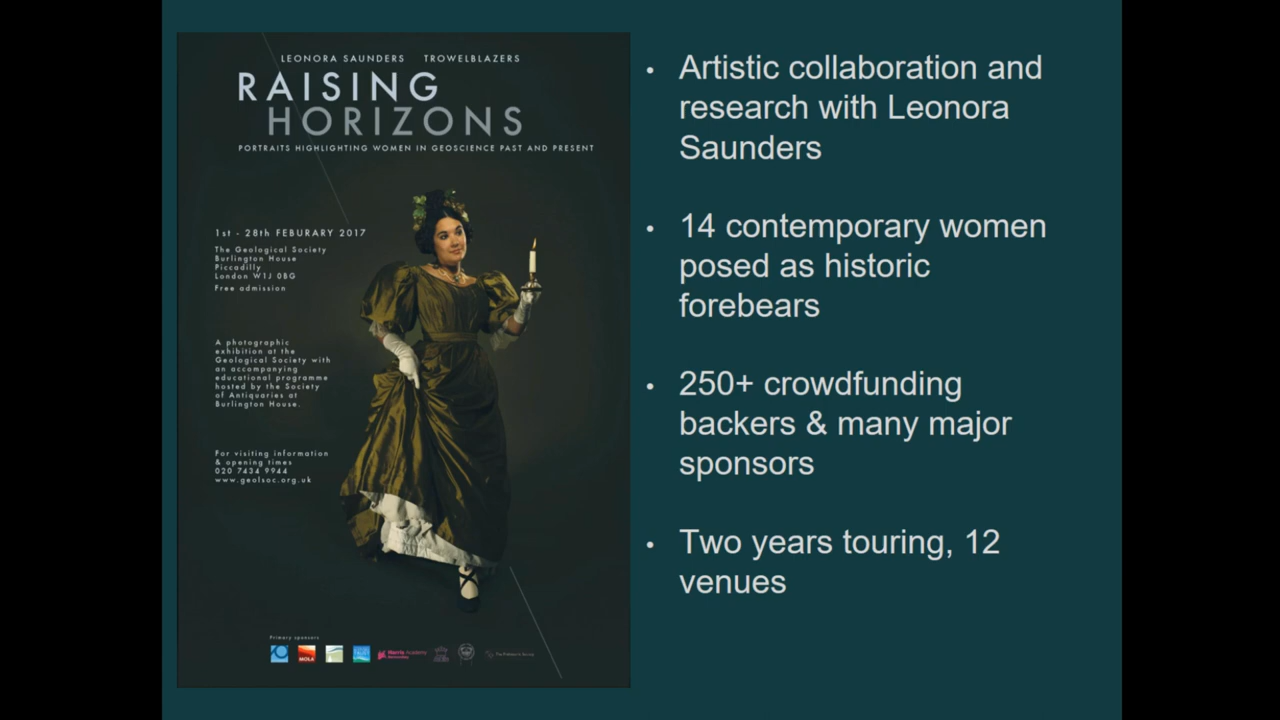 LEONORA SAUNDERS TROWELBLAZERS
RAISING
HORIZONS
PORTRAITS HIGHLIGHTING WOMEN IN GEOSCIENCE PAST AND PRESENT
1st - 28th FEBURARY 2017
The Geological Society
Burlington House
Piccadilly
London W1J 0BG
Free admission
A photographic
exhibition at the
Geological Society with
an accompanying
educational programme
hosted by the Society
of Antiquaries at
Burlington House.
For visiting information
& opening times
020 7434 9944
www.geolsoc.org.uk
Primary sponsors
MOLA
• Artistic collaboration and
research with Leonora
Saunders
• 14 contemporary women
posed as historic
forebears
• 250+ crowdfunding
backers & many major
sponsors
• Two years touring, 12
venues